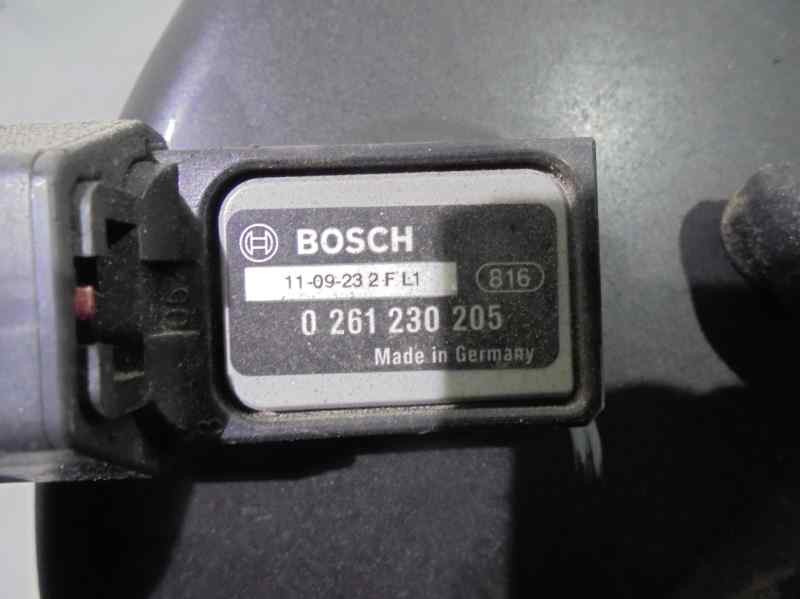 BOSCH
11-09-23 2 F L1
816
0 261 230 205
Made in Germany